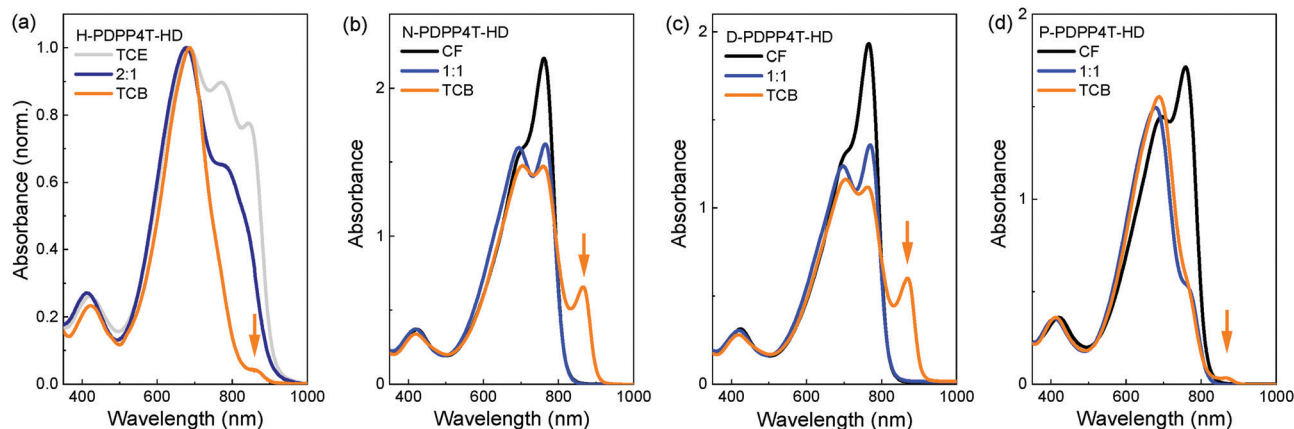 (a)
H-PDPP4T-HD
TCE
2:1
TCB
Absorbance (norm.)
1.0
0.8
0.6
0.4
0.2
0.0
400 600 800 1000
Wavelength (nm)
(b)
N-PDPP4T-HD
CF
1:1
TCB
Absorbance
2
1
0
400 600 800 1000
Wavelength (nm)
(c)
D-PDPP4T-HD
CF
1:1
TCB
Absorbance
2
1
0
400 600 800 1000
Wavelength (nm)
(d)
P-PDPP4T-HD
CF
1:1
TCB
Absorbance
2
1
0
400 600 800 1000
Wavelength (nm)